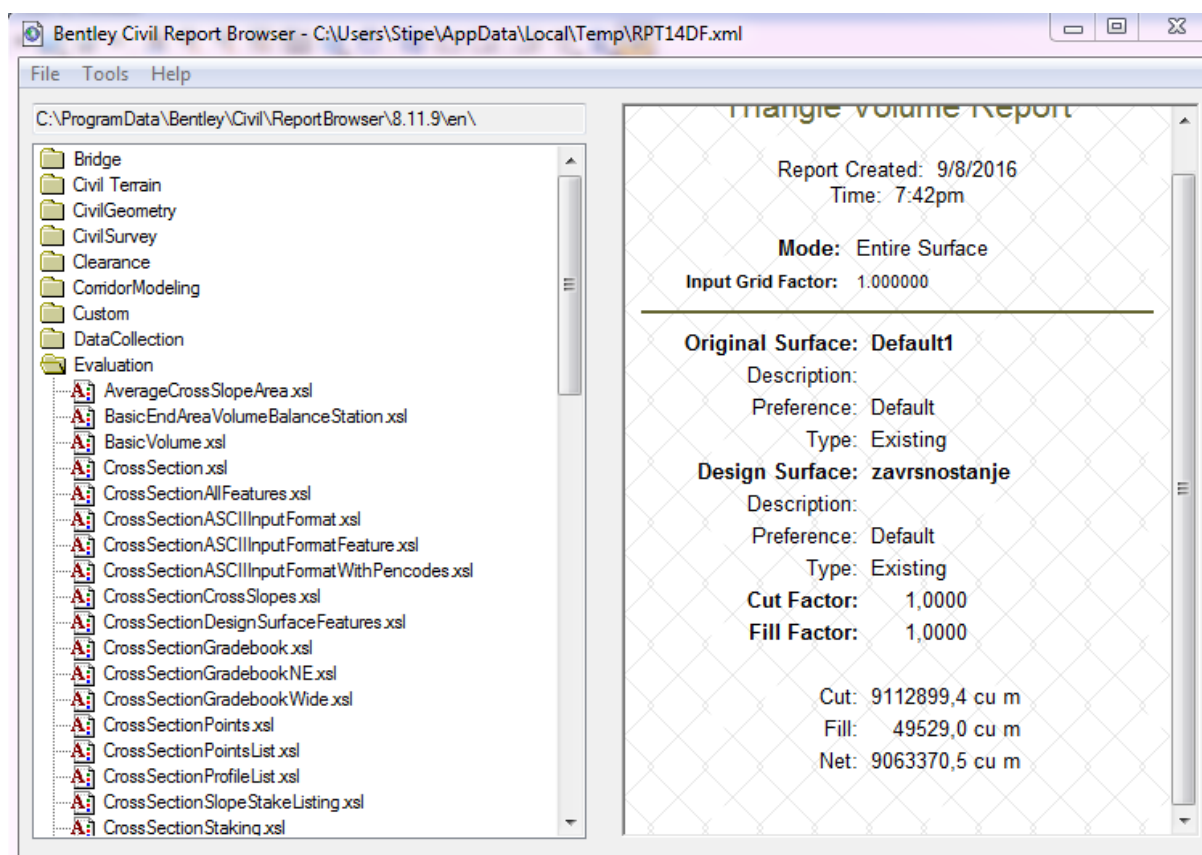 Bentley Civil Report Browser - C:\Users\Stipe\AppData\Local\Temp\RPT14DF.xml
File Tools Help
C:\ProgramData\Bentley\Civil\ReportBrowser\8.11.9\en\
Bridge
Civil Terrain
CivilGeometry
CivilSurvey
Clearance
CorridorModeling
Custom
DataCollection
Evaluation
AverageCrossSlopeArea.xsl
BasicEndAreaVolumeBalanceStation.xsl
BasicVolume.xsl
CrossSection.xsl
CrossSectionAllFeatures.xsl
CrossSectionASCIIInputFormat.xsl
CrossSectionASCIIInputFormatFeature.xsl
CrossSectionASCIIInputFormatWithPencodes.xsl
CrossSectionCrossSlopes.xsl
CrossSectionDesignSurfaceFeatures.xsl
CrossSectionGradebook.xsl
CrossSectionGradebookNE.xsl
CrossSectionGradebookWide.xsl
CrossSectionPoints.xsl
CrossSectionPointsList.xsl
CrossSectionProfileList.xsl
CrossSectionSlopeStakeListing.xsl
CrossSectionStaking.xsl
Triangle Volume Report
Report Created: 9/8/2016
Time: 7:42pm
Mode: Entire Surface
Input Grid Factor: 1.000000
Original Surface: Default1
Description:
Preference: Default
Type: Existing
Design Surface: zavrsnostanje
Description:
Preference: Default
Type: Existing
Cut Factor: 1,0000
Fill Factor: 1,0000
Cut: 9112899,4 cu m
Fill: 49529,0 cu m
Net: 9063370,5 cu m